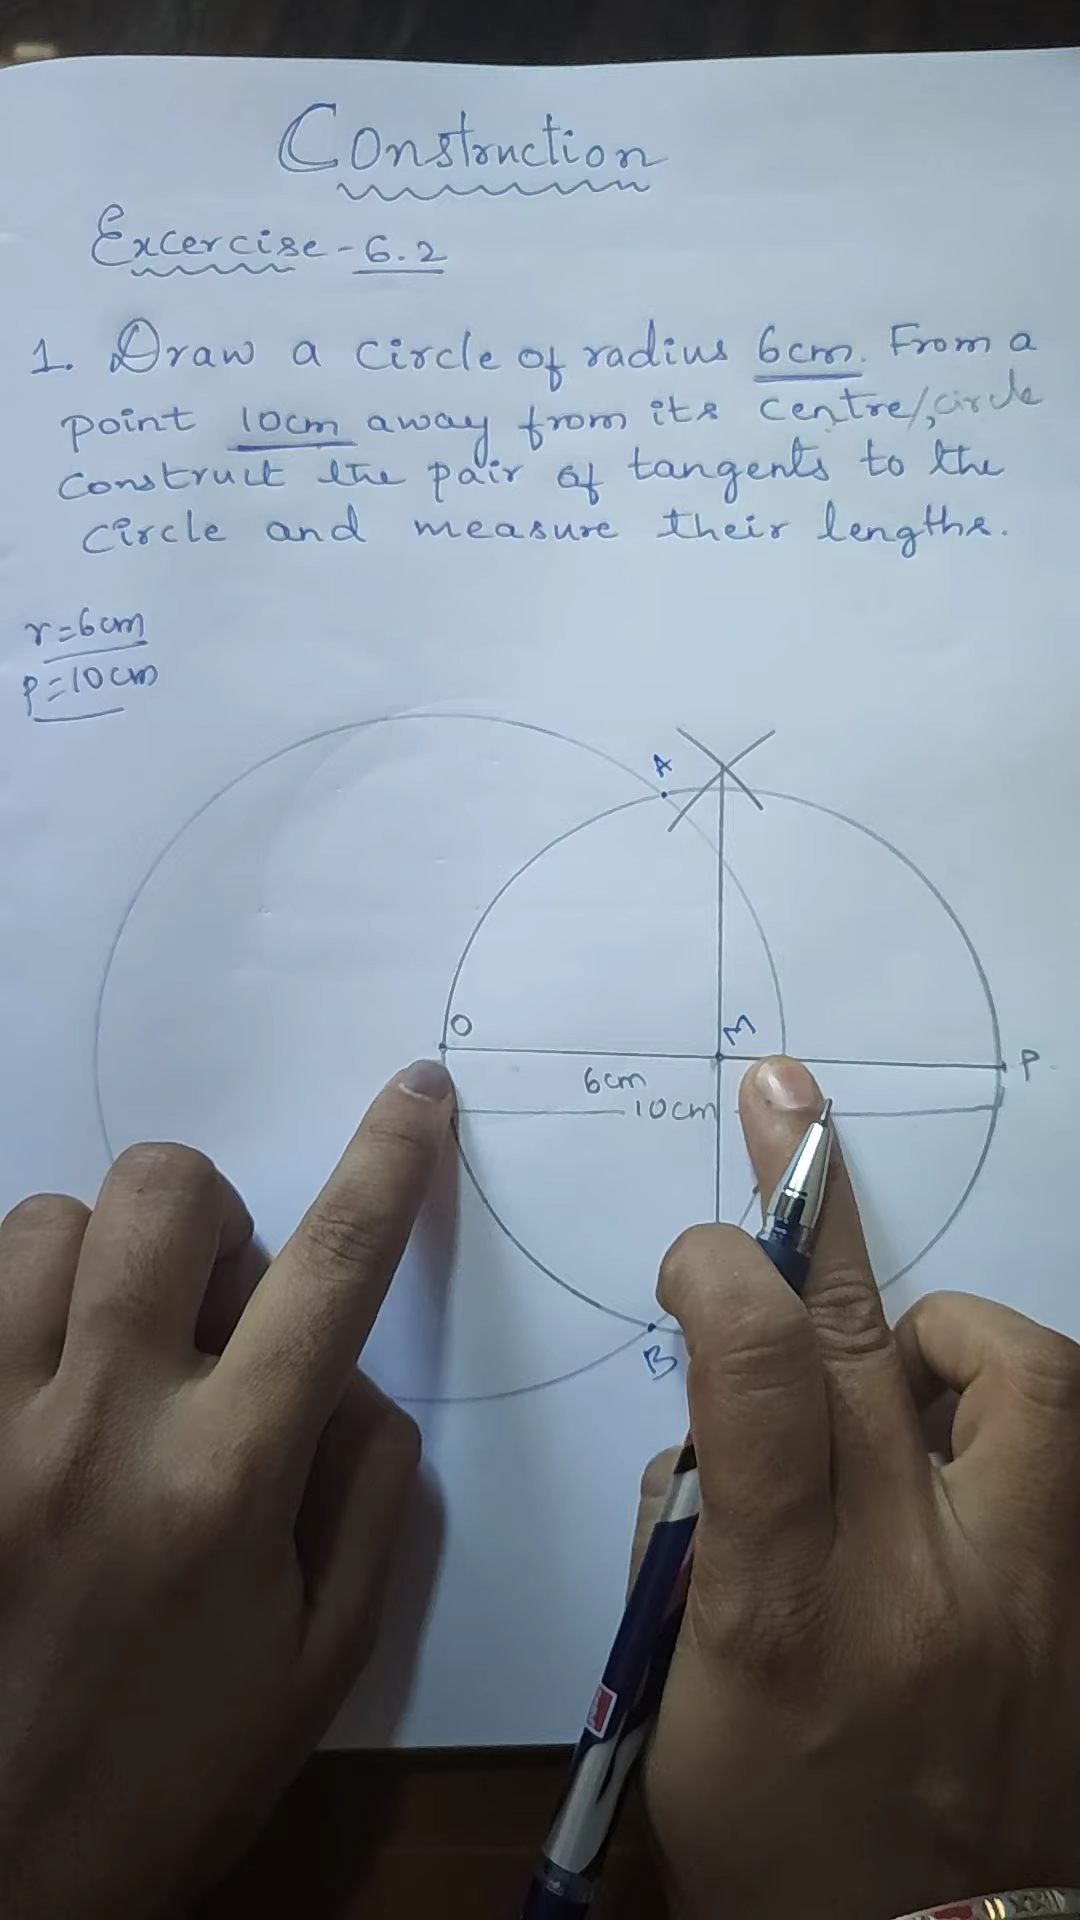 Construction
Excercise - 6.2
1. Draw a circle of radius 6cm. From a
point 10cm away from its centre/,circle
construct the pair of tangents to the
circle and measure their lengths.
r=6cm
P=10cm
A
O
M
P
6cm
10cm
B